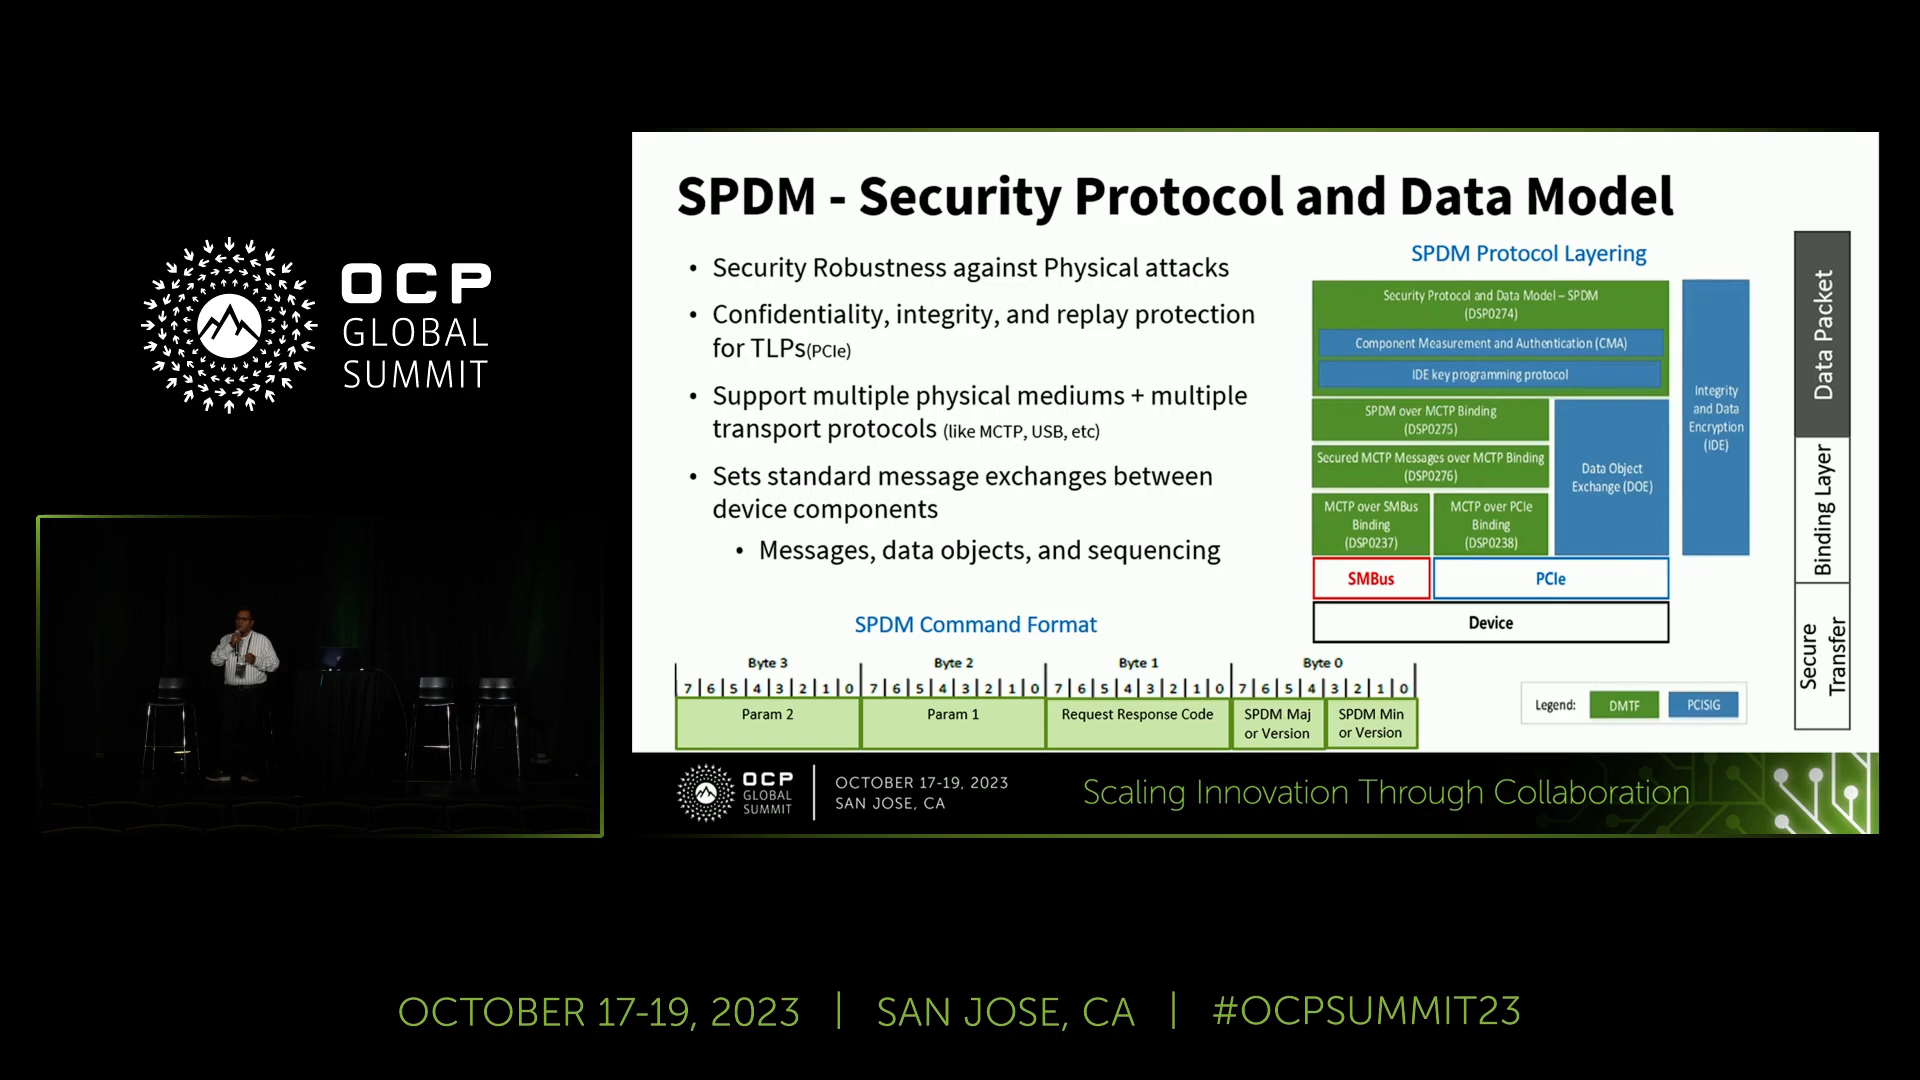 OCP
GLOBAL
SUMMIT
SPDM - Security Protocol and Data Model
• Security Robustness against Physical attacks
• Confidentiality, integrity, and replay protection
for TLPs(PCIe)
• Support multiple physical mediums + multiple
transport protocols (like MCTP, USB, etc)
• Sets standard message exchanges between
device components
• Messages, data objects, and sequencing
SPDM Protocol Layering
Security Protocol and Data Model – SPDM
(DSP0274)
Component Measurement and Authentication (CMA)
IDE key programming protocol
SPDM over MCTP Binding
(DSP0275)
Secured MCTP Messages over MCTP Binding
(DSP0276)
MCTP over SMBus
Binding
(DSP0237)
MCTP over PCIe
Binding
(DSP0238)
Data Object
Exchange (DOE)
Integrity
and Data
Encryption
(IDE)
SMBus
PCIe
Device
Data Packet
Binding Layer
Secure
Transfer
Legend:
DMTF
PCISIG
SPDM Command Format
Byte 3
Byte 2
Byte 1
Byte 0
7 6 5 4 3 2 1 0 7 6 5 4 3 2 1 0 7 6 5 4 3 2 1 0 7 6 5 4 3 2 1 0
Param 2
Param 1
Request Response Code
SPDM Maj
or Version
SPDM Min
or Version
OCP
GLOBAL
SUMMIT
OCTOBER 17-19, 2023
SAN JOSE, CA
Scaling Innovation Through Collaboration
OCTOBER 17-19, 2023 | SAN JOSE, CA | #OCPSUMMIT23